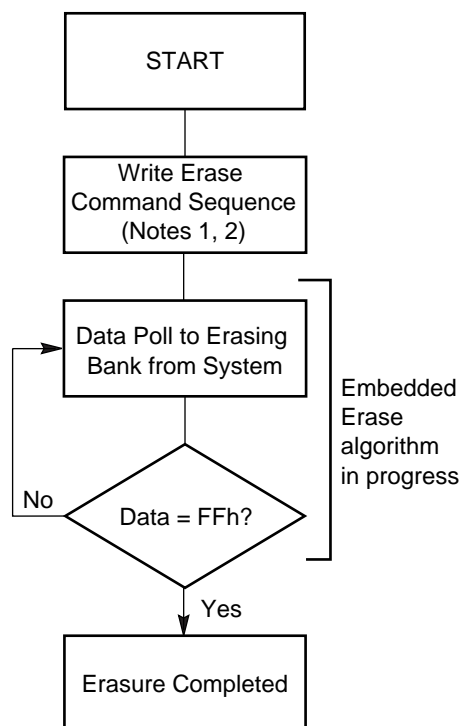 START
Write Erase
Command Sequence
(Notes 1, 2)
Data Poll to Erasing
Bank from System
Embedded
Erase
algorithm
in progress
No
Data = FFh?
Yes
Erasure Completed